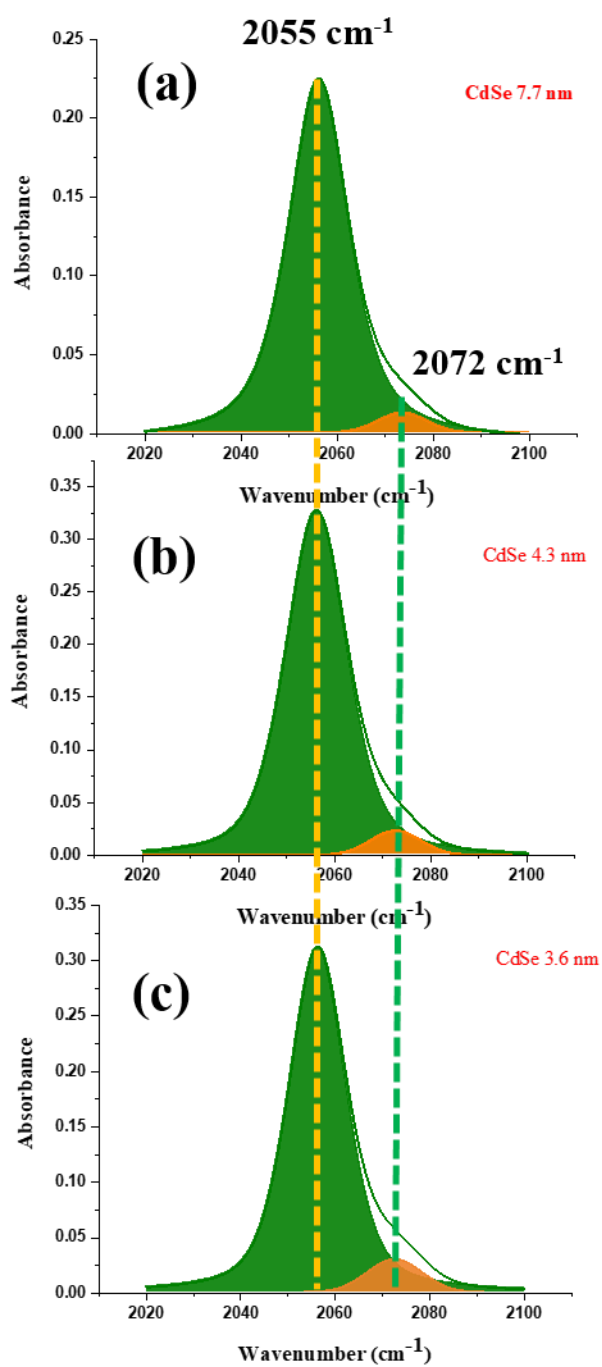 2055 cm⁻¹
(a)
CdSe 7.7 nm
0.25
0.20
0.15
0.10
0.05
0.00
Absorbance
2072 cm⁻¹
2020 2040 2060 2080 2100
Wavenumber (cm⁻¹)
(b)
CdSe 4.3 nm
0.35
0.30
0.25
0.20
0.15
0.10
0.05
0.00
Absorbance
2020 2040 2060 2080 2100
Wavenumber (cm⁻¹)
(c)
CdSe 3.6 nm
0.35
0.30
0.25
0.20
0.15
0.10
0.05
0.00
Absorbance
2020 2040 2060 2080 2100
Wavenumber (cm⁻¹)